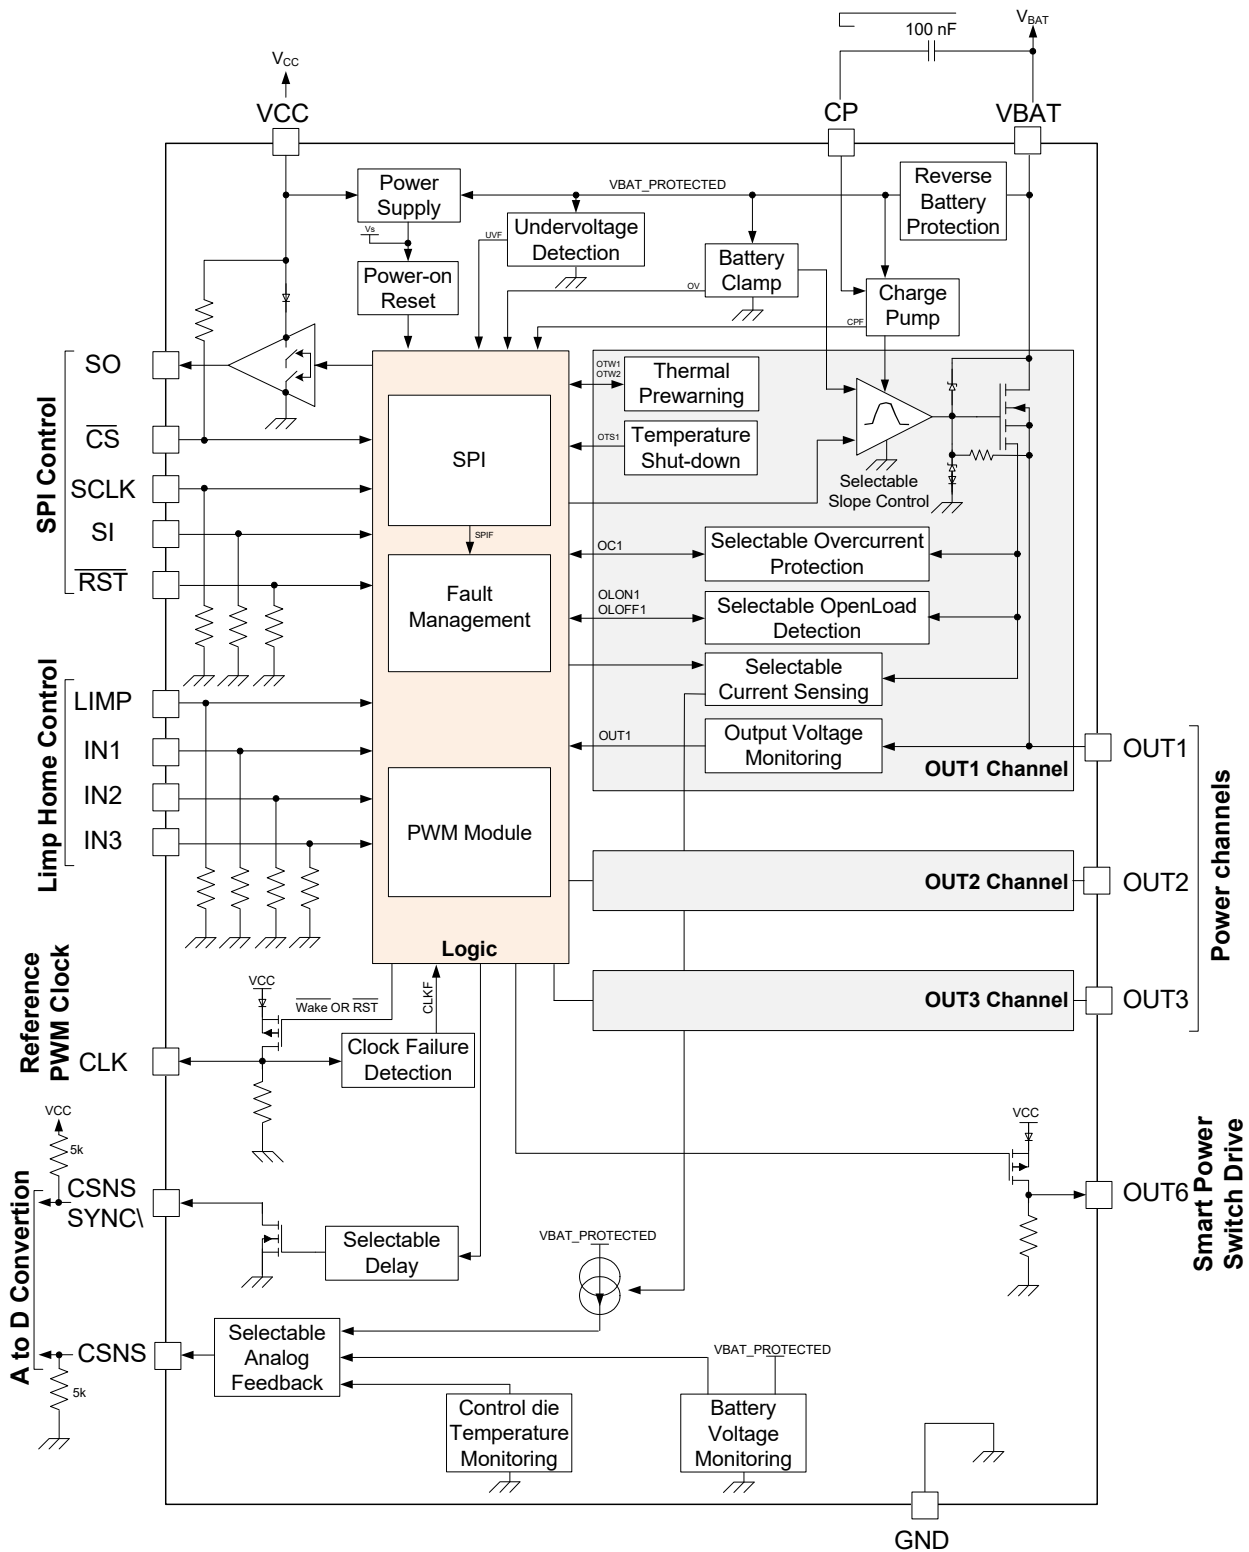 100 nF
VBAT
VCC
VCC
CP
VBAT
Power
Supply
VBAT_PROTECTED
Reverse
Battery
Protection
Vs
UVF
Undervoltage
Detection
Power-on
Reset
Battery
Clamp
OV
Charge
Pump
CPF
SPI Control
SO
CS
SCLK
SI
RST
SPI
SPIF
Fault
Management
PWM Module
Logic
OTW1
OTW2
Thermal
Prewarning
OTS1
Temperature
Shut-down
Selectable
Slope Control
OC1
Selectable Overcurrent
Protection
OLON1
OLOFF1
Selectable OpenLoad
Detection
Selectable
Current Sensing
OUT1
Output Voltage
Monitoring
OUT1 Channel
OUT2 Channel
OUT3 Channel
Limp Home Control
LIMP
IN1
IN2
IN3
OUT1
OUT2
OUT3
Power channels
Reference
PWM Clock
CLK
VCC
Wake OR RST
CLKF
Clock Failure
Detection
VCC
5k
A to D Convertion
CSNS
SYNC\
Selectable
Delay
VBAT_PROTECTED
VCC
OUT6
Smart Power
Switch Drive
CSNS
5k
Selectable
Analog
Feedback
Control die
Temperature
Monitoring
VBAT_PROTECTED
Battery
Voltage
Monitoring
GND